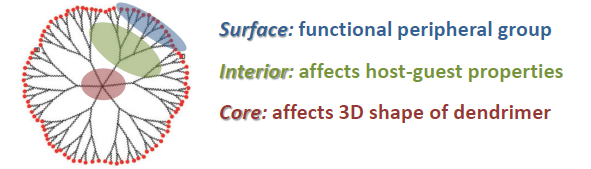 Surface: functional peripheral group
Interior: affects host-guest properties
Core: affects 3D shape of dendrimer